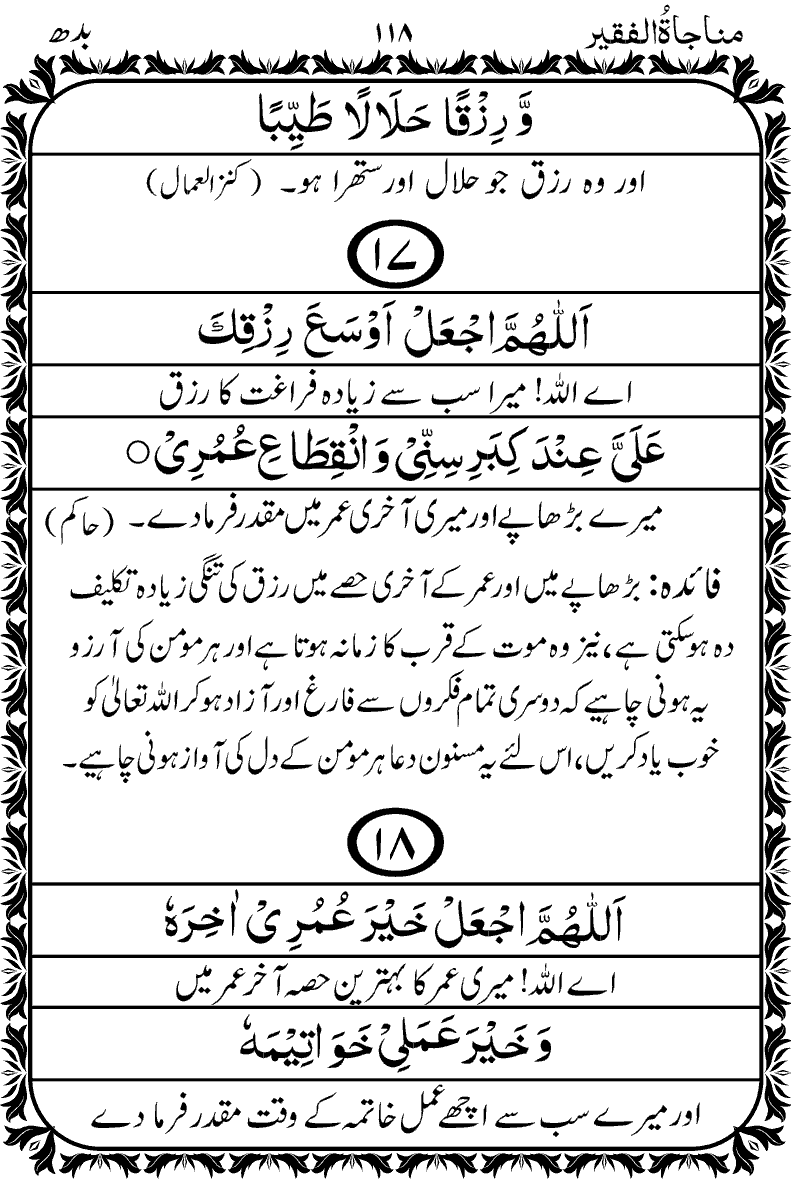 مناجاۃُ الفقیر ۱۱۸ بدھ
وَّ رِزْقًا حَلَالًا طَیِّبًا
اور وہ رزق جو حلال اور ستھرا ہو۔ (کنز العمال)
۱۷
اَللّٰهُمَّ اجْعَلْ اَوْسَعَ رِزْقِكَ
اے اللہ! میرا سب سے زیادہ فراغت کا رزق
عَلَیَّ عِنْدَ كِبَرِ سِنِّیْ وَ انْقِطَاعِ عُمُرِیْ○
میرے بڑھاپے اور میری آخری عمر میں مقدر فرما دے۔ (حاکم)
فائدہ: بڑھاپے میں اور عمر کے آخری حصے میں رزق کی تنگی زیادہ تکلیف
دہ ہوسکتی ہے، نیز وہ موت کے قرب کا زمانہ ہوتا ہے اور ہر مومن کی آرزو
یہ ہونی چاہیے کہ دوسری تمام فکروں سے فارغ اور آزاد ہو کر اللہ تعالیٰ کو
خوب یاد کریں، اس لئے یہ مسنون دعا ہر مومن کے دل کی آواز ہونی چاہیے۔
۱۸
اَللّٰهُمَّ اجْعَلْ خَیْرَ عُمُرِیْ اٰخِرَهٗ
اے اللہ! میری عمر کا بہترین حصہ آخر عمر میں
وَ خَیْرَ عَمَلِیْ خَوَاتِیْمَهٗ
اور میرے سب سے اچھے عمل خاتمہ کے وقت مقدر فرما دے